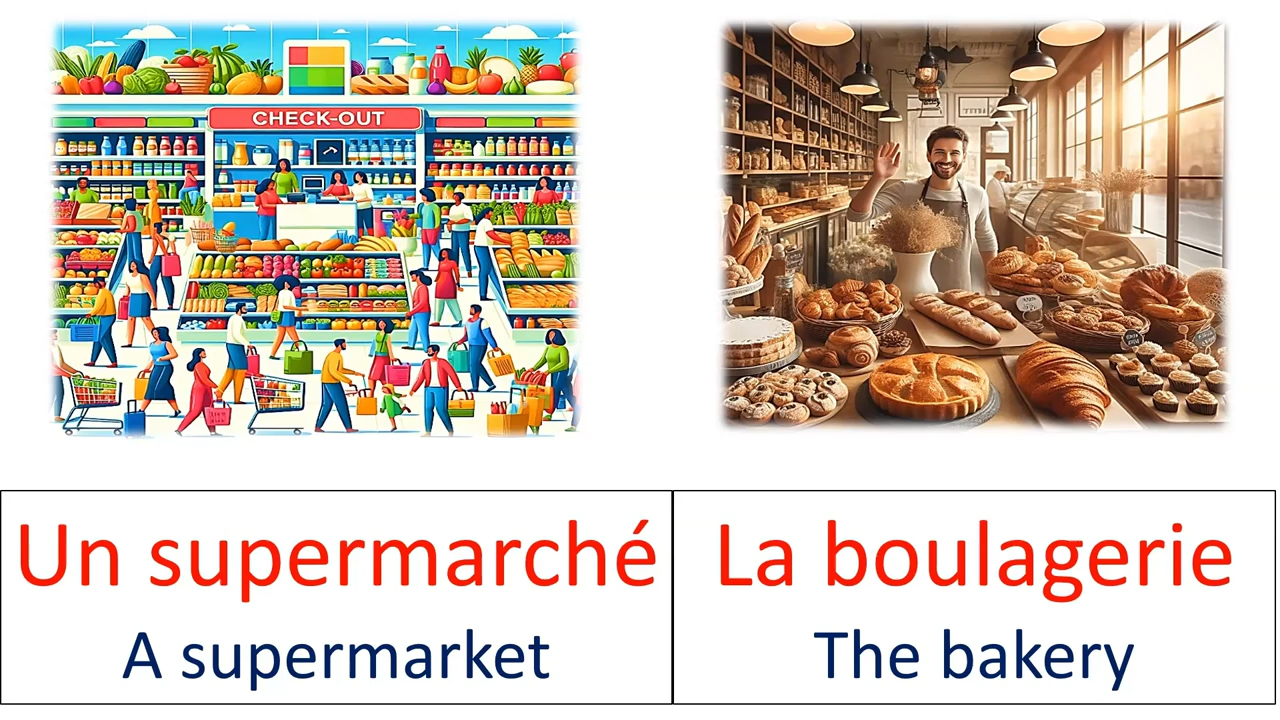 CHECK-OUT
Un supermarché
A supermarket
La boulagerie
The bakery